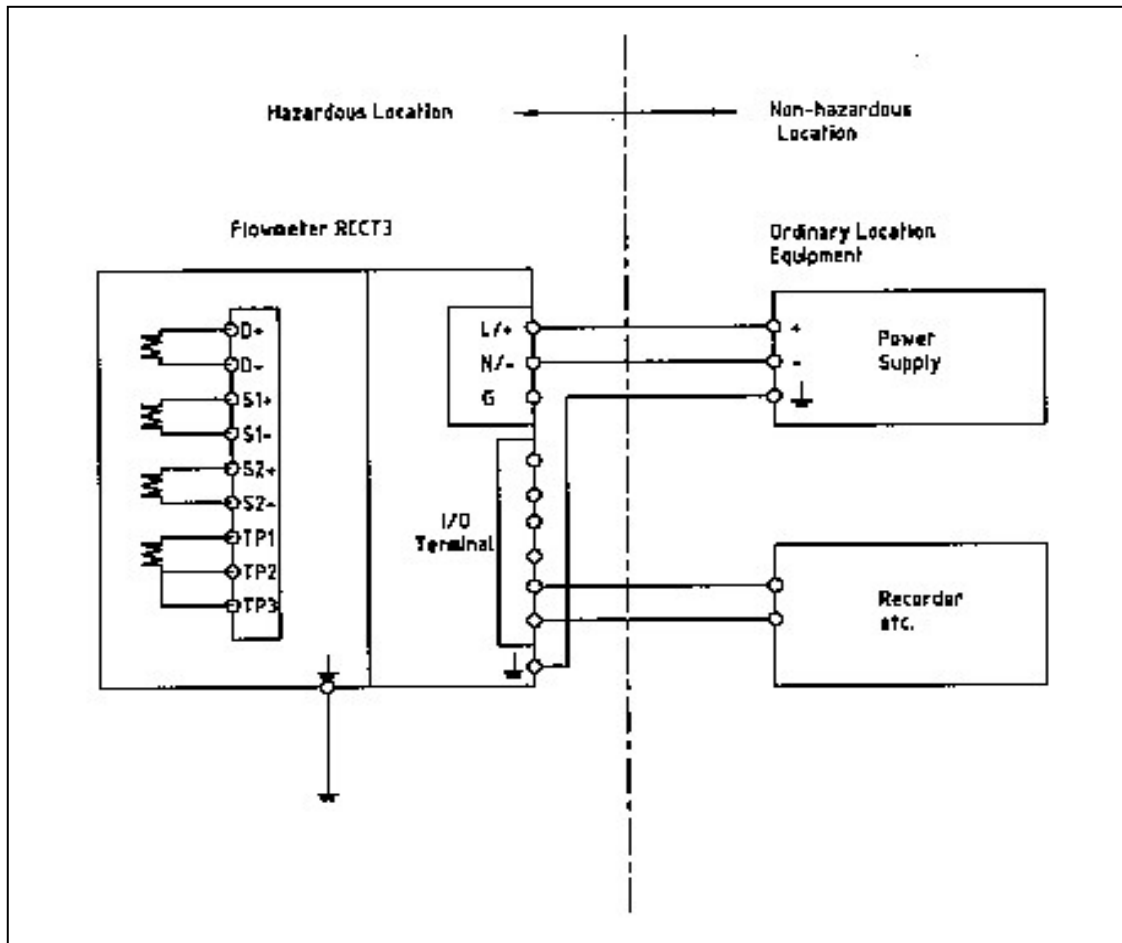 Hazardous Location
Non-hazardous
Location
Flowmeter RCCT3
Ordinary Location
Equipment
D+
D-
S1+
S1-
S2+
S2-
TP1
TP2
TP3
L/+
N/-
G
I/O
Terminal
+
-
Power
Supply
Recorder
etc.